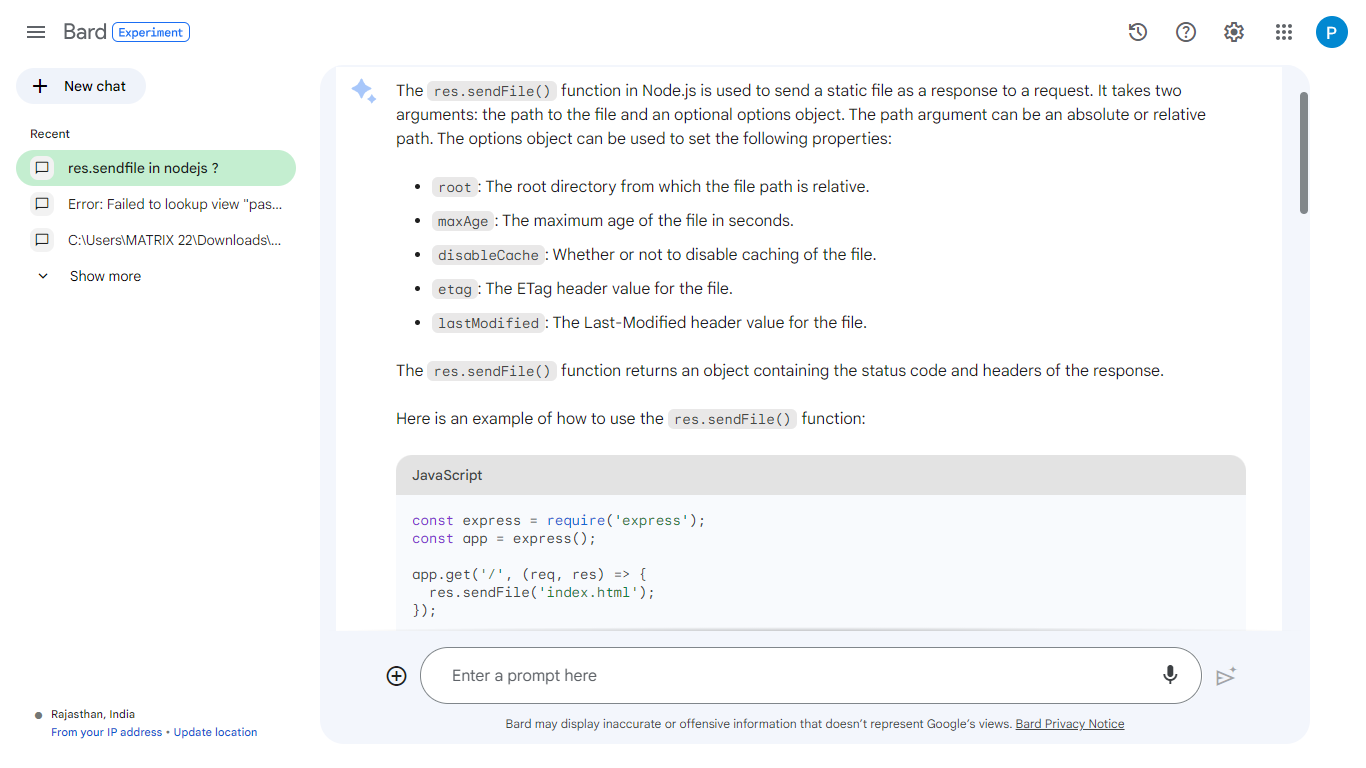 Bard Experiment
P
New chat
Recent
res.sendfile in nodejs ?
Error: Failed to lookup view "pas...
C:\Users\MATRIX 22\Downloads\...
Show more
The res.sendFile() function in Node.js is used to send a static file as a response to a request. It takes two
arguments: the path to the file and an optional options object. The path argument can be an absolute or relative
path. The options object can be used to set the following properties:
• root: The root directory from which the file path is relative.
• maxAge: The maximum age of the file in seconds.
• disableCache: Whether or not to disable caching of the file.
• etag: The ETag header value for the file.
• lastModified: The Last-Modified header value for the file.
The res.sendFile() function returns an object containing the status code and headers of the response.
Here is an example of how to use the res.sendFile() function:
JavaScript
const express = require('express');
const app = express();
app.get('/', (req, res) => {
  res.sendFile('index.html');
});
Enter a prompt here
Bard may display inaccurate or offensive information that doesn't represent Google's views. Bard Privacy Notice
Rajasthan, India
From your IP address • Update location